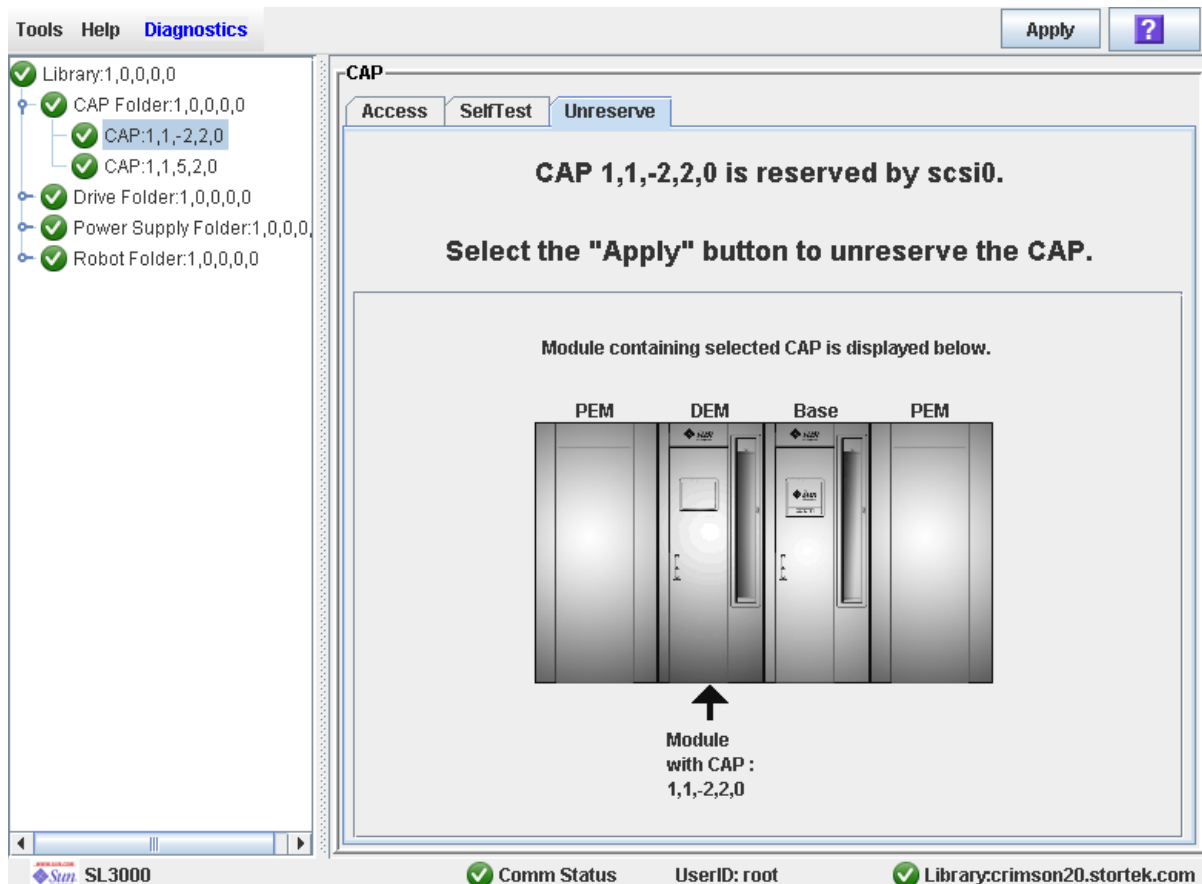 Tools Help Diagnostics
Apply
?
Library:1,0,0,0,0
CAP Folder:1,0,0,0,0
CAP:1,1,-2,2,0
CAP:1,1,5,2,0
Drive Folder:1,0,0,0,0
Power Supply Folder:1,0,0,0,
Robot Folder:1,0,0,0,0
CAP
Access SelfTest Unreserve
CAP 1,1,-2,2,0 is reserved by scsi0.
Select the "Apply" button to unreserve the CAP.
Module containing selected CAP is displayed below.
PEM DEM Base PEM
Sun
Module
with CAP :
1,1,-2,2,0
Sun SL3000
Comm Status
UserID: root
Library:crimson20.stortek.com